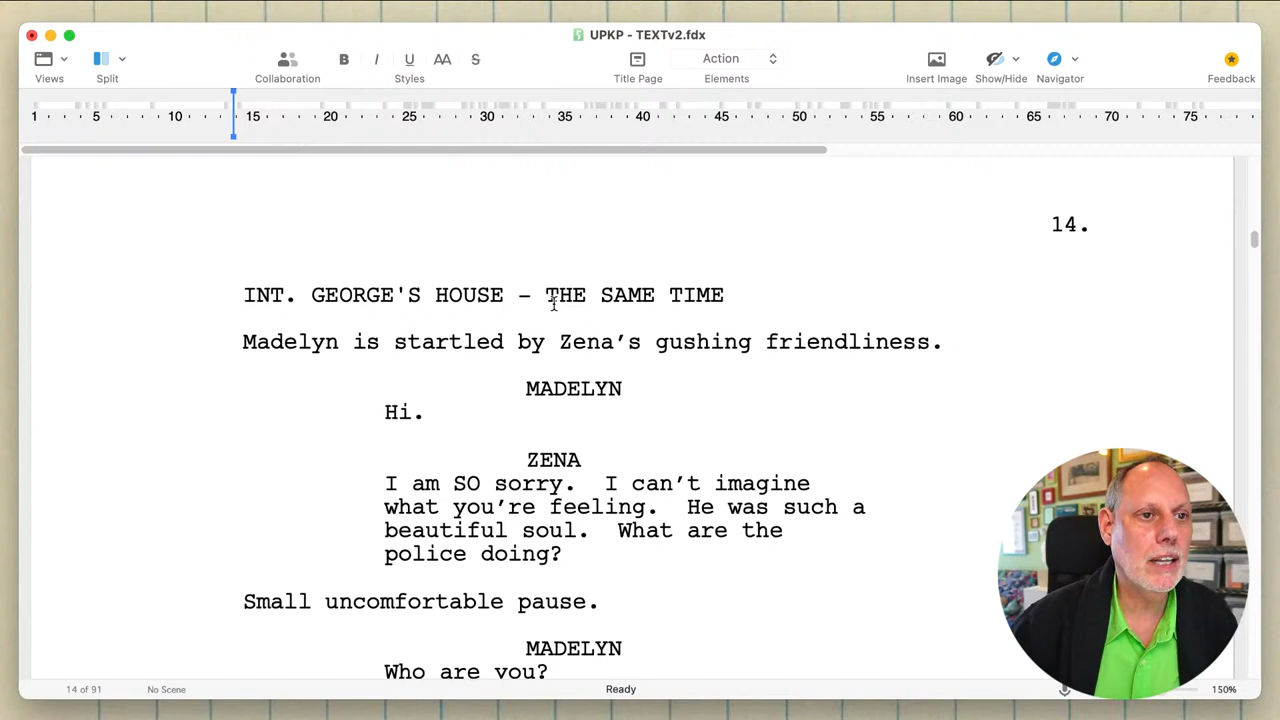 UPKP - TEXTv2.fdx
Views
Split
Collaboration
B I U AA S
Styles
Title Page
Action
Elements
Insert Image
Show/Hide
Navigator
Feedback
1 5 10 15 20 25 30 35 40 45 50 55 60 65 70 75
14.
INT. GEORGE'S HOUSE – THE SAME TIME
Madelyn is startled by Zena’s gushing friendliness.
MADELYN
Hi.
ZENA
I am SO sorry.  I can’t imagine
what you’re feeling.  He was such a
beautiful soul.  What are the
police doing?
Small uncomfortable pause.
MADELYN
Who are you?
14 of 91
No Scene
Ready
150%